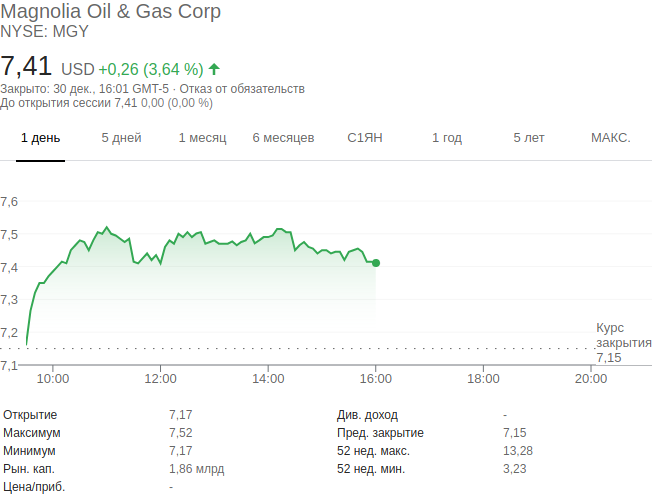 Magnolia Oil & Gas Corp
NYSE: MGY
7,41 USD +0,26 (3,64 %)
Закрыто: 30 дек., 16:01 GMT-5 · Отказ от обязательств
До открытия сессии 7,41 0,00 (0,00 %)
1 день 5 дней 1 месяц 6 месяцев С1ЯН 1 год 5 лет МАКС.
7,6
7,5
7,4
7,3
7,2
7,1
Курс
закрытия
7,15
10:00 12:00 14:00 16:00 18:00 20:00
Открытие 7,17 Див. доход -
Максимум 7,52 Пред. закрытие 7,15
Минимум 7,17 52 нед. макс. 13,28
Рын. кап. 1,86 млрд 52 нед. мин. 3,23
Цена/приб. -